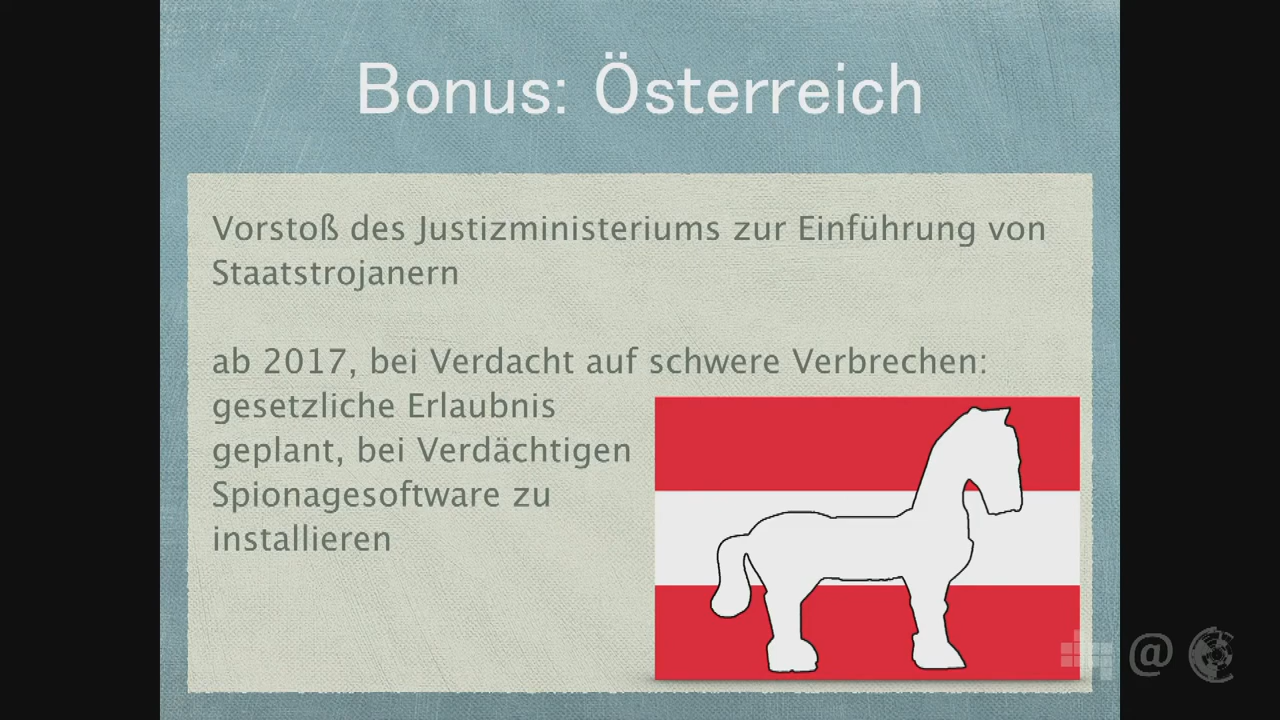 Bonus: Österreich
Vorstoß des Justizministeriums zur Einführung von
Staatstrojanern
ab 2017, bei Verdacht auf schwere Verbrechen:
gesetzliche Erlaubnis
geplant, bei Verdächtigen
Spionagesoftware zu
installieren
@